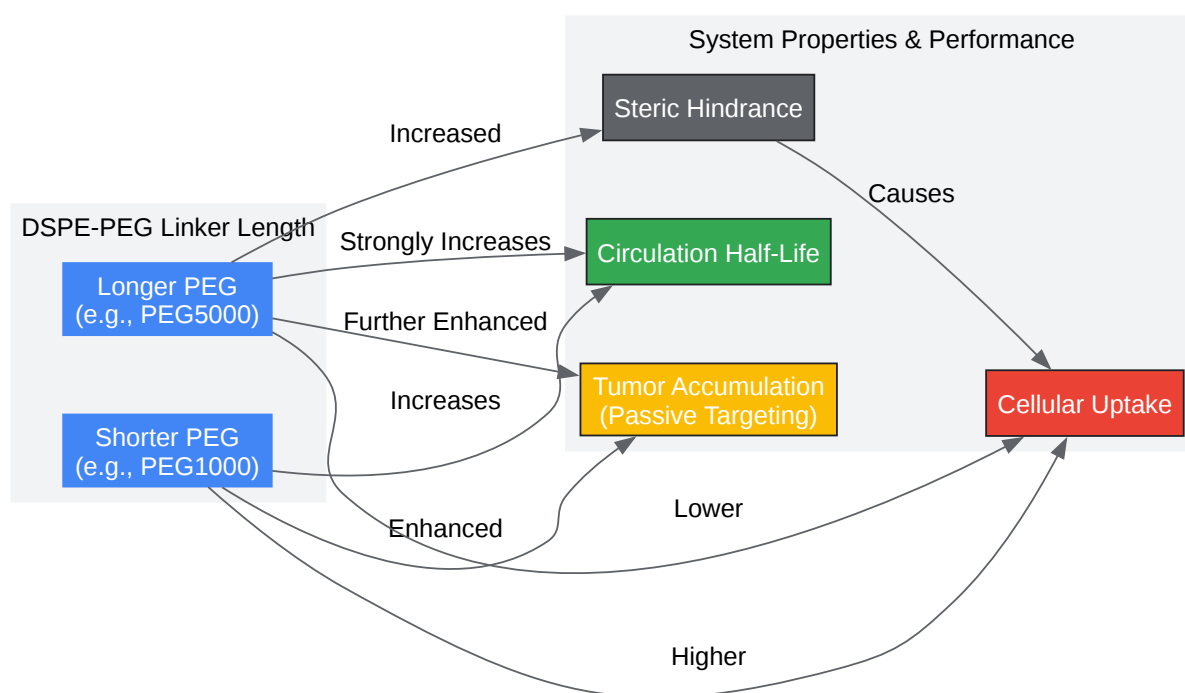 System Properties & Performance
Steric Hindrance
Increased
Causes
DSPE-PEG Linker Length
Strongly Increases
Circulation Half-Life
Longer PEG
(e.g., PEG5000)
Further Enhanced
Tumor Accumulation
(Passive Targeting)
Increases
Cellular Uptake
Shorter PEG
(e.g., PEG1000)
Enhanced
Lower
Higher